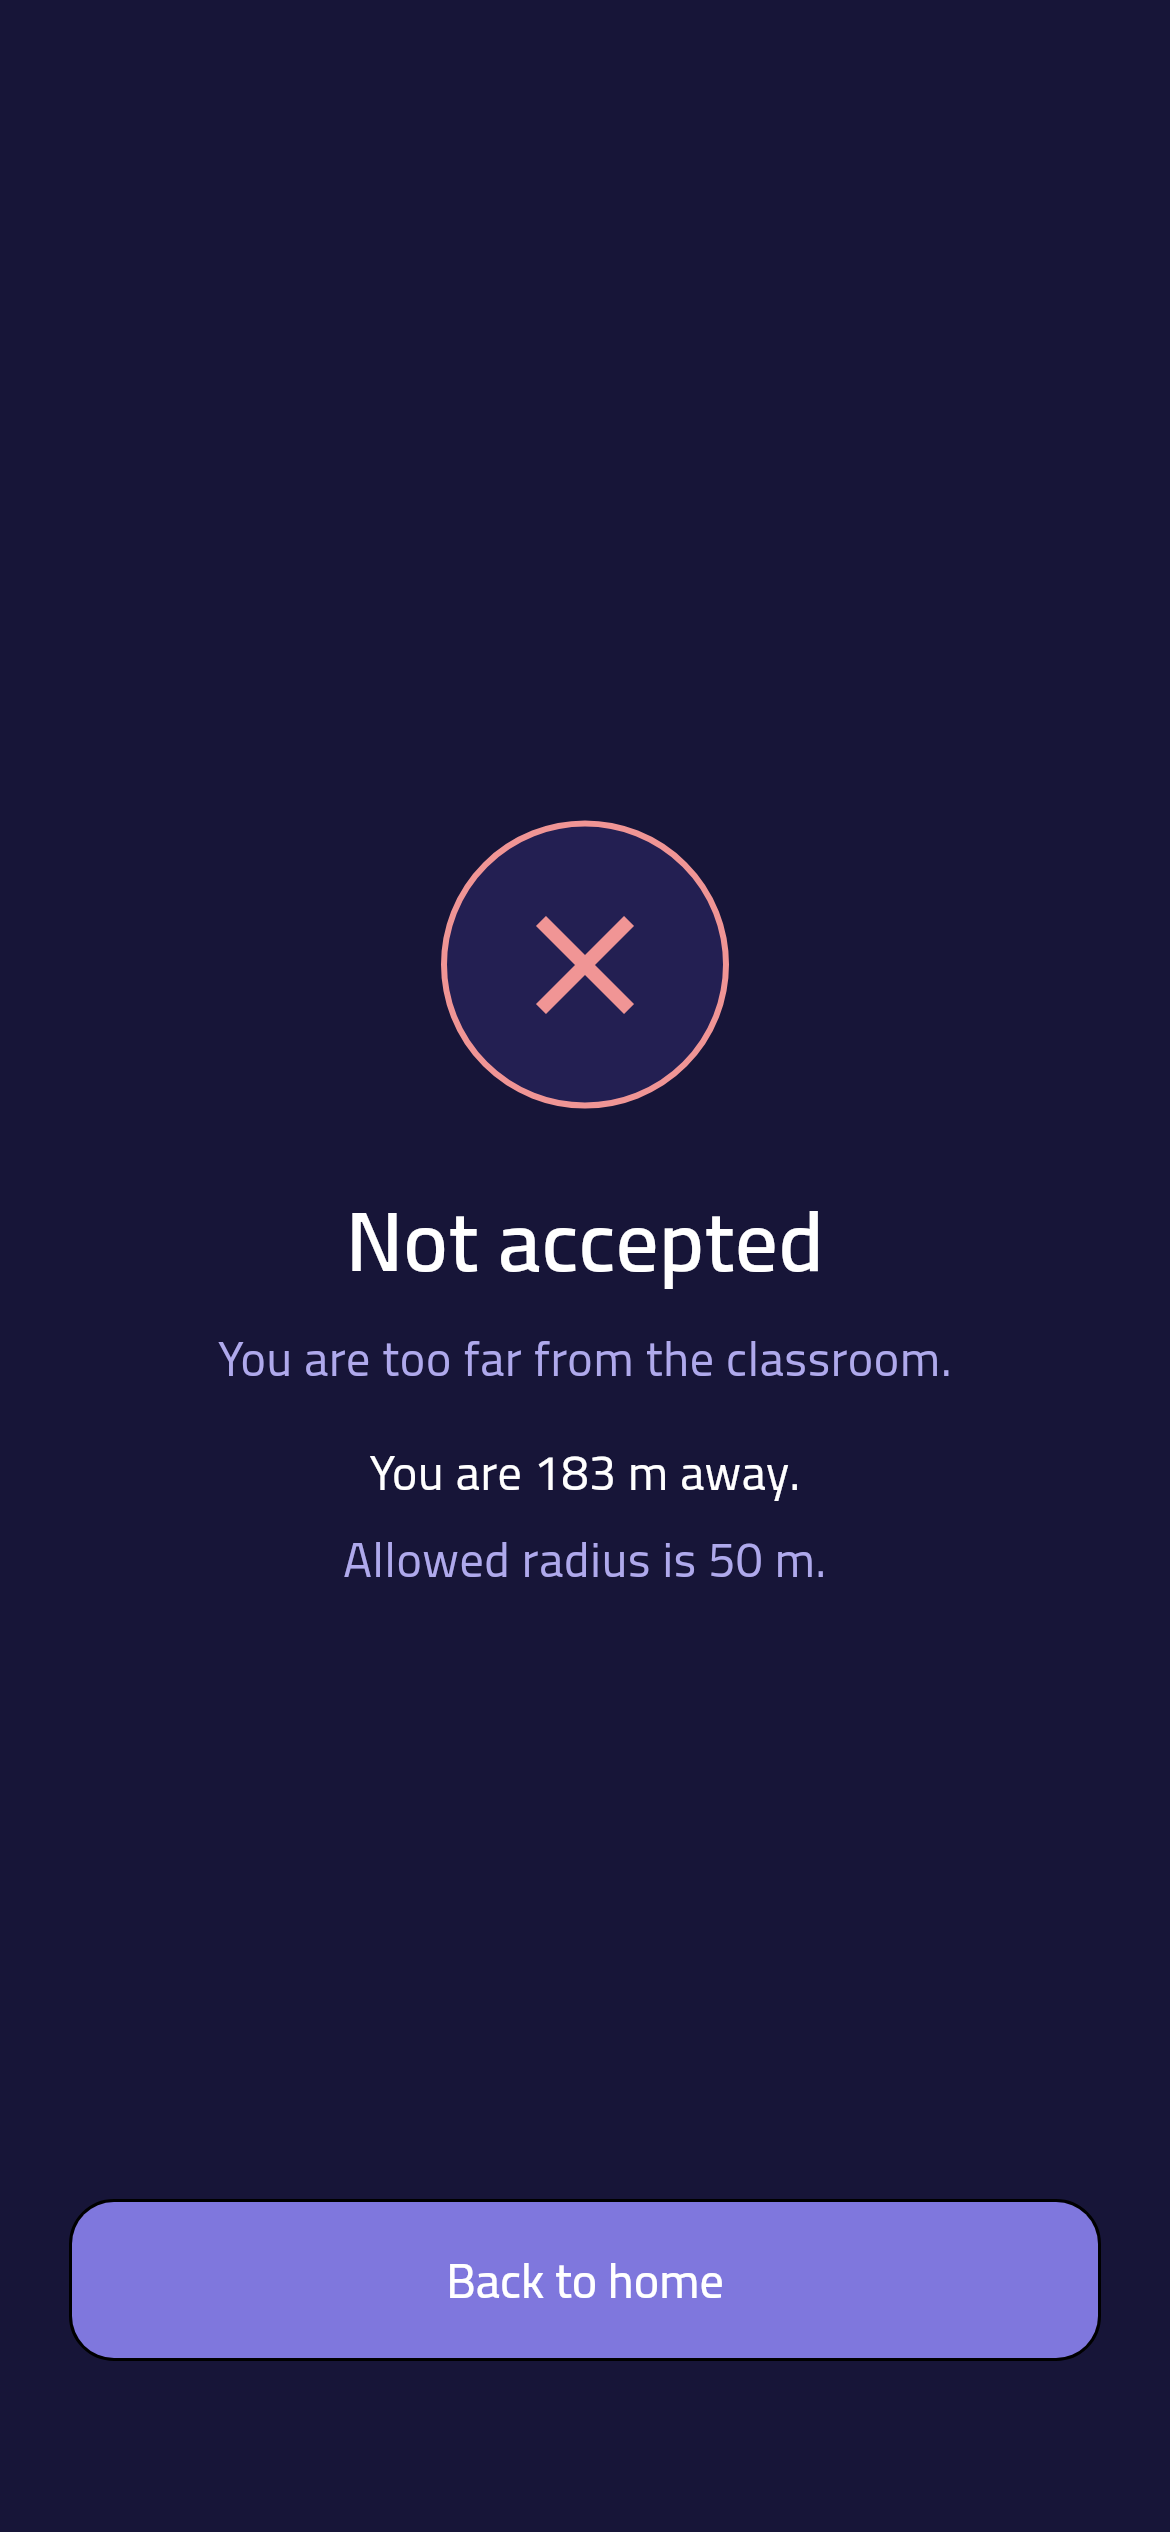 Not accepted
You are too far from the classroom.
You are 183 m away.
Allowed radius is 50 m.
Back to home